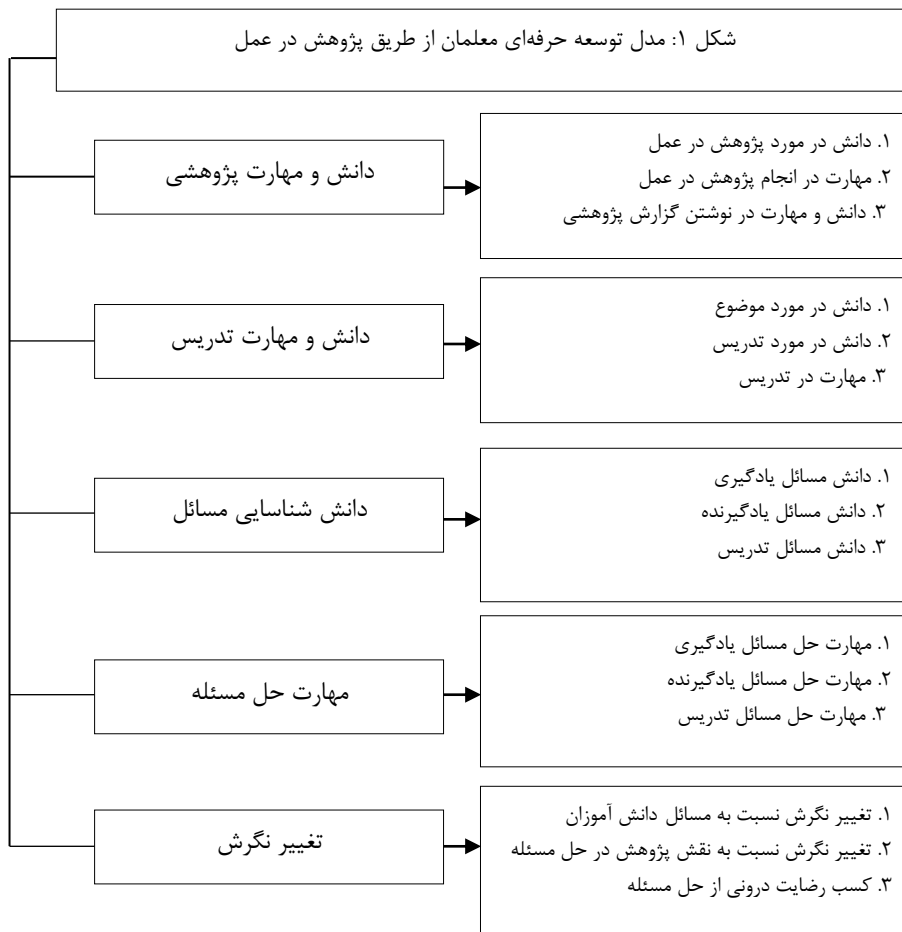 شکل ۱: مدل توسعه حرفه‌ای معلمان از طریق پژوهش در عمل
دانش و مهارت پژوهشی
۱. دانش در مورد پژوهش در عمل
۲. مهارت در انجام پژوهش در عمل
۳. دانش و مهارت در نوشتن گزارش پژوهشی
دانش و مهارت تدریس
۱. دانش در مورد موضوع
۲. دانش در مورد تدریس
۳. مهارت در تدریس
دانش شناسایی مسائل
۱. دانش مسائل یادگیری
۲. دانش مسائل یادگیرنده
۳. دانش مسائل تدریس
مهارت حل مسئله
۱. مهارت حل مسائل یادگیری
۲. مهارت حل مسائل یادگیرنده
۳. مهارت حل مسائل تدریس
تغییر نگرش
۱. تغییر نگرش نسبت به مسائل دانش آموزان
۲. تغییر نگرش نسبت به نقش پژوهش در حل مسئله
۳. کسب رضایت درونی از حل مسئله